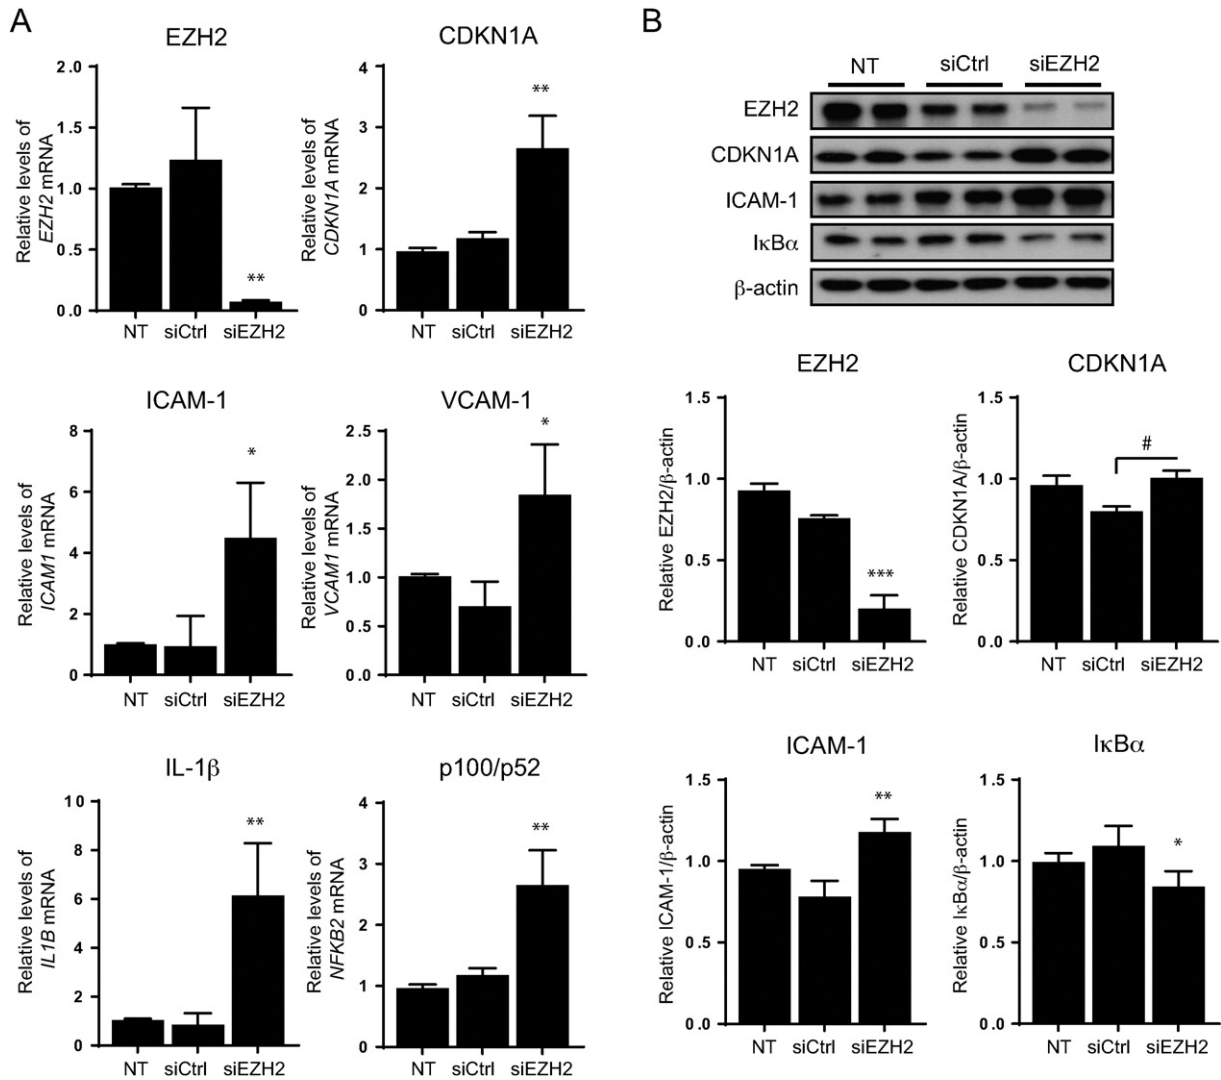 A
EZH2
Relative levels of
EZH2 mRNA
2.0
1.5
1.0
0.5
0.0
**
NT siCtrl siEZH2
CDKN1A
Relative levels of
CDKN1A mRNA
4
3
2
1
0
**
NT siCtrl siEZH2
ICAM-1
Relative levels of
ICAM1 mRNA
8
6
4
2
0
*
NT siCtrl siEZH2
VCAM-1
Relative levels of
VCAM1 mRNA
2.5
2.0
1.5
1.0
0.5
0.0
*
NT siCtrl siEZH2
IL-1β
Relative levels of
IL1B mRNA
10
8
6
4
2
0
**
NT siCtrl siEZH2
p100/p52
Relative levels of
NFKB2 mRNA
4
3
2
1
0
**
NT siCtrl siEZH2
B
NT siCtrl siEZH2
EZH2
CDKN1A
ICAM-1
IκBα
β-actin
EZH2
Relative EZH2/β-actin
1.5
1.0
0.5
0.0
***
NT siCtrl siEZH2
CDKN1A
Relative CDKN1A/β-actin
1.5
1.0
0.5
0.0
#
NT siCtrl siEZH2
ICAM-1
Relative ICAM-1/β-actin
1.5
1.0
0.5
0.0
**
NT siCtrl siEZH2
IκBα
Relative IκBα/β-actin
1.5
1.0
0.5
0.0
*
NT siCtrl siEZH2